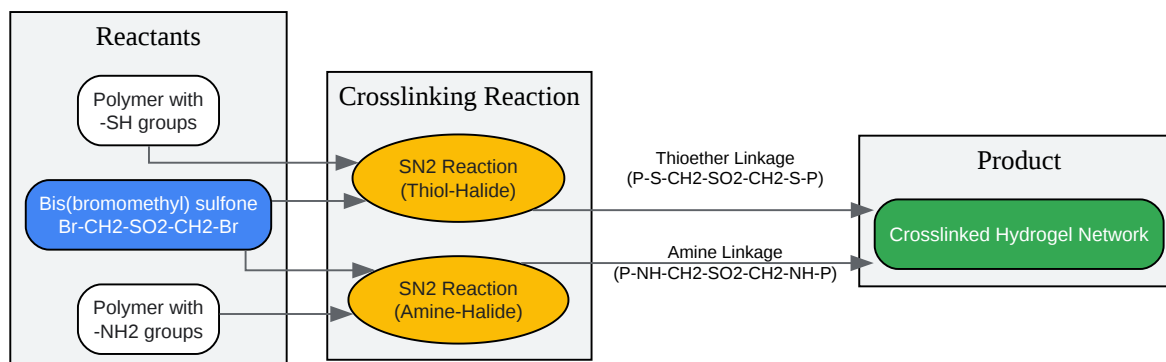 Reactants
Polymer with
-SH groups
Bis(bromomethyl) sulfone
Br-CH2-SO2-CH2-Br
Polymer with
-NH2 groups
Crosslinking Reaction
SN2 Reaction
(Thiol-Halide)
SN2 Reaction
(Amine-Halide)
Thioether Linkage
(P-S-CH2-SO2-CH2-S-P)
Amine Linkage
(P-NH-CH2-SO2-CH2-NH-P)
Product
Crosslinked Hydrogel Network